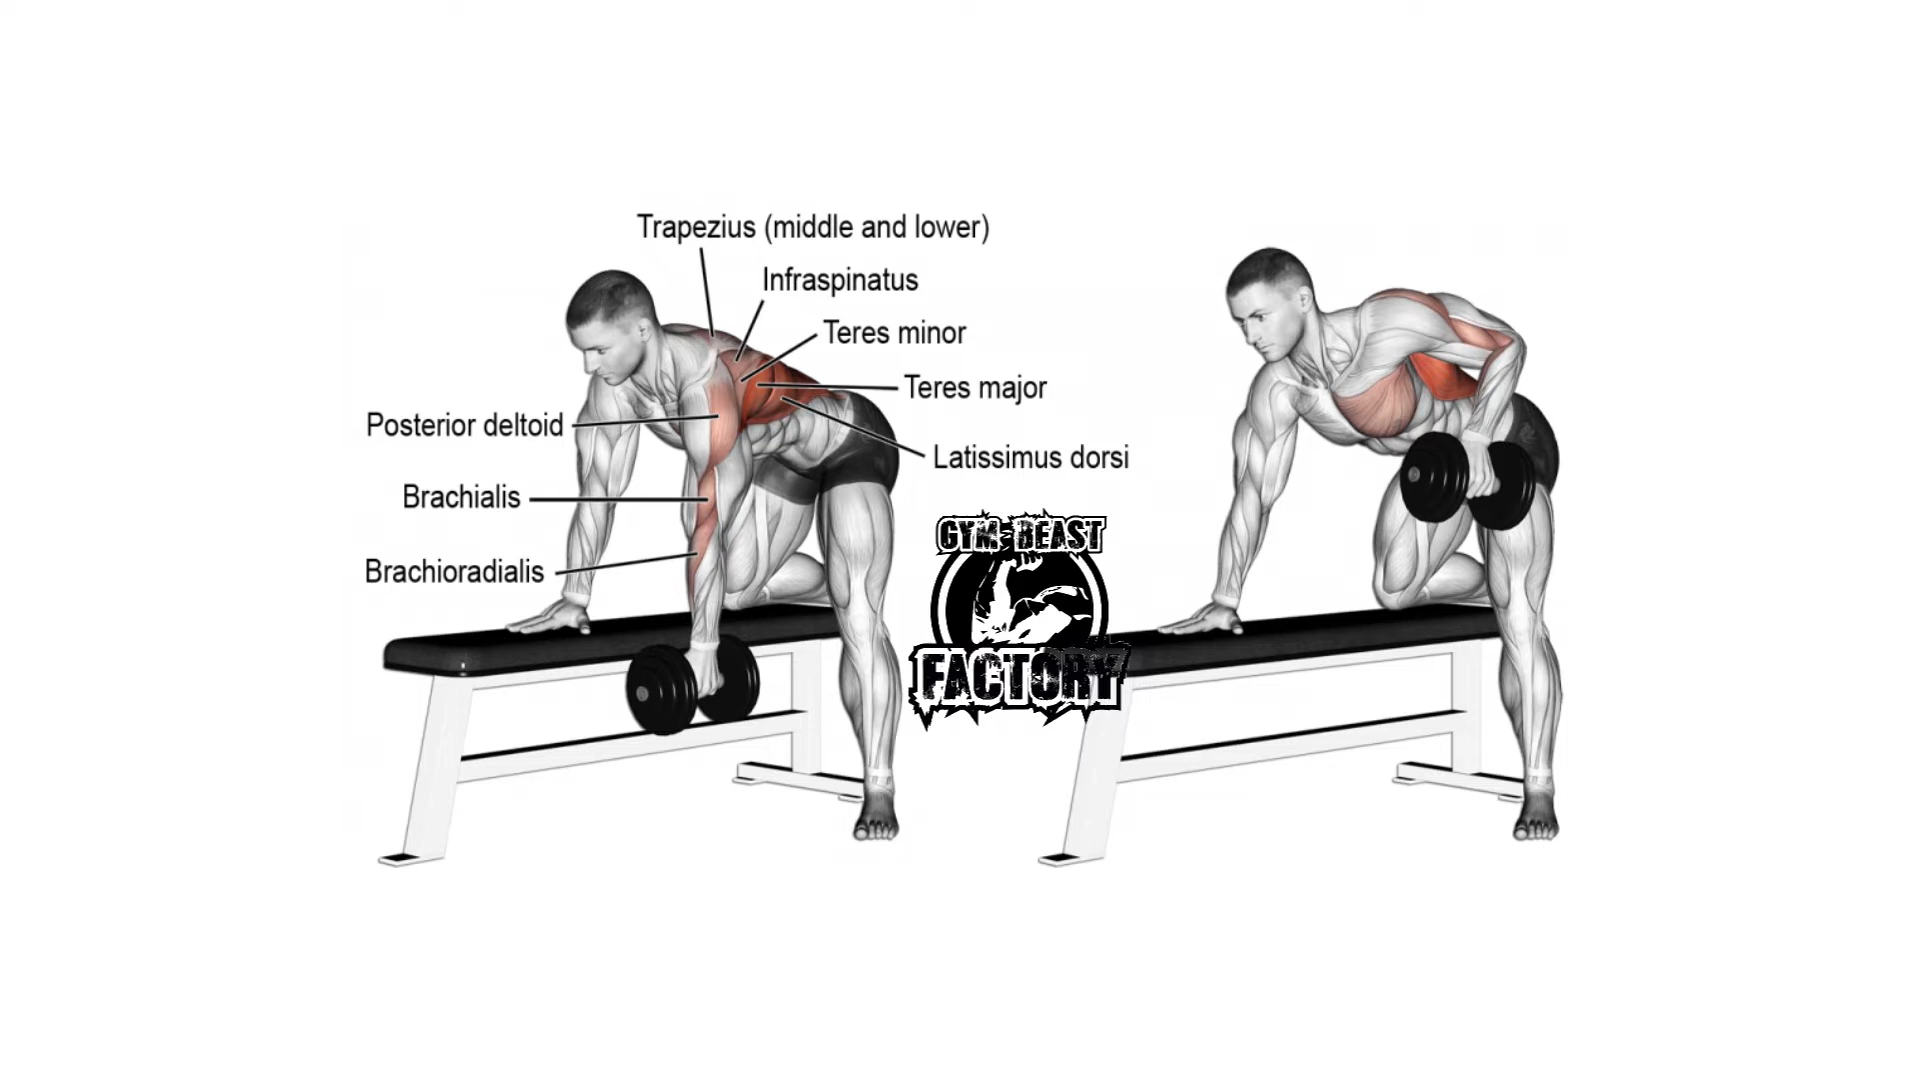 Trapezius (middle and lower)
Infraspinatus
Teres minor
Teres major
Posterior deltoid
Latissimus dorsi
Brachialis
Brachioradialis
GYM BEAST
FACTORY